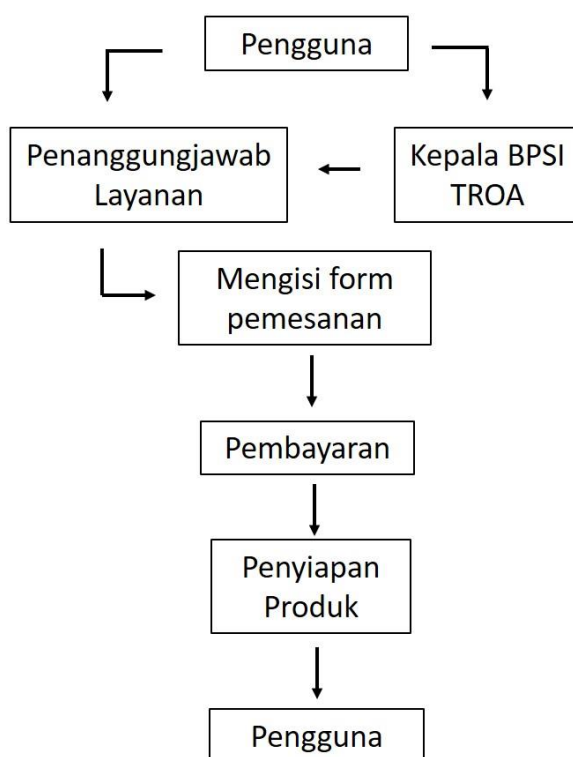 Pengguna
Penanggungjawab
Layanan
Kepala BPSI
TROA
Mengisi form
pemesanan
Pembayaran
Penyiapan
Produk
Pengguna